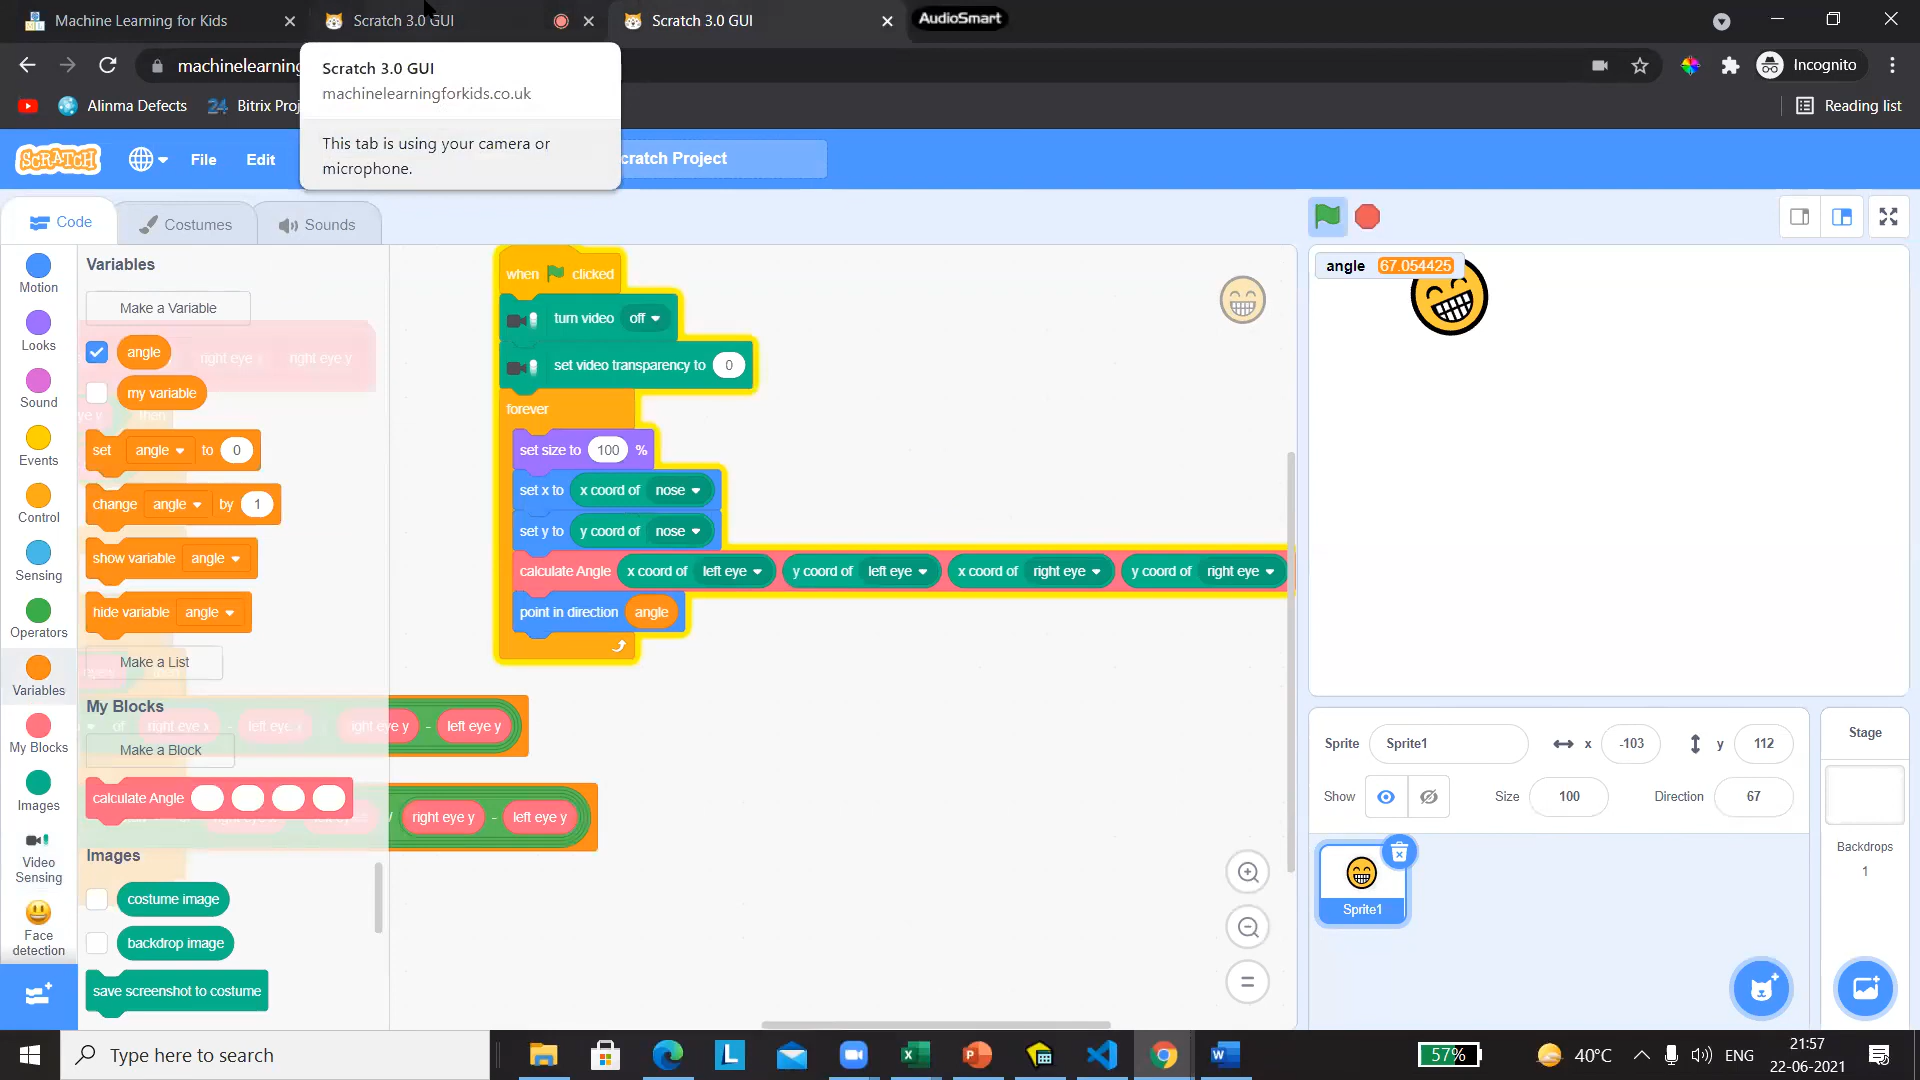 Machine Learning for Kids
Scratch 3.0 GUI
Scratch 3.0 GUI
AudioSmart
machinelearning
Incognito
Scratch 3.0 GUI
machinelearningforkids.co.uk
This tab is using your camera or
microphone.
Alinma Defects
24 Bitrix Proj
Reading list
SCRATCH
File
Edit
cratch Project
Code
Costumes
Sounds
Motion
Looks
Sound
Events
Control
Sensing
Operators
Variables
My Blocks
Images
Video
Sensing
Face
detection
Variables
Make a Variable
angle
right eye y
my variable
set angle to 0
change angle by 1
show variable angle
hide variable angle
Make a List
My Blocks
Make a Block
calculate Angle
Images
costume image
backdrop image
save screenshot to costume
when clicked
turn video off
set video transparency to 0
forever
set size to 100 %
set x to x coord of nose
set y to y coord of nose
calculate Angle x coord of left eye y coord of left eye x coord of right eye y coord of right eye
point in direction angle
of right eye x - left eye x right eye y - left eye y
/ right eye y - left eye y
angle 67.054425
Sprite Sprite1 x -103 y 112
Show Size 100 Direction 67
Sprite1
Stage
Backdrops
1
Type here to search
L
57%
40°C
ENG
21:57
22-06-2021